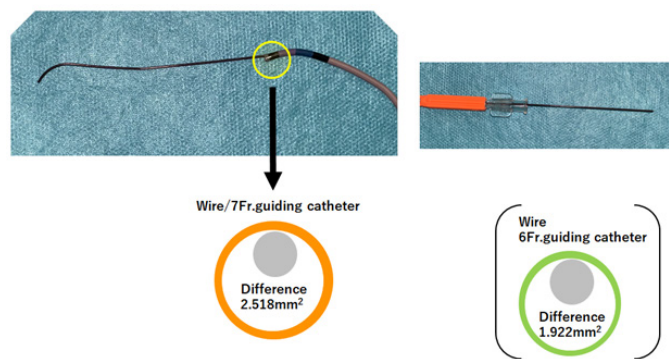 Wire/7Fr.guiding catheter
Difference
2.518mm²
Wire
6Fr.guiding catheter
Difference
1.922mm²